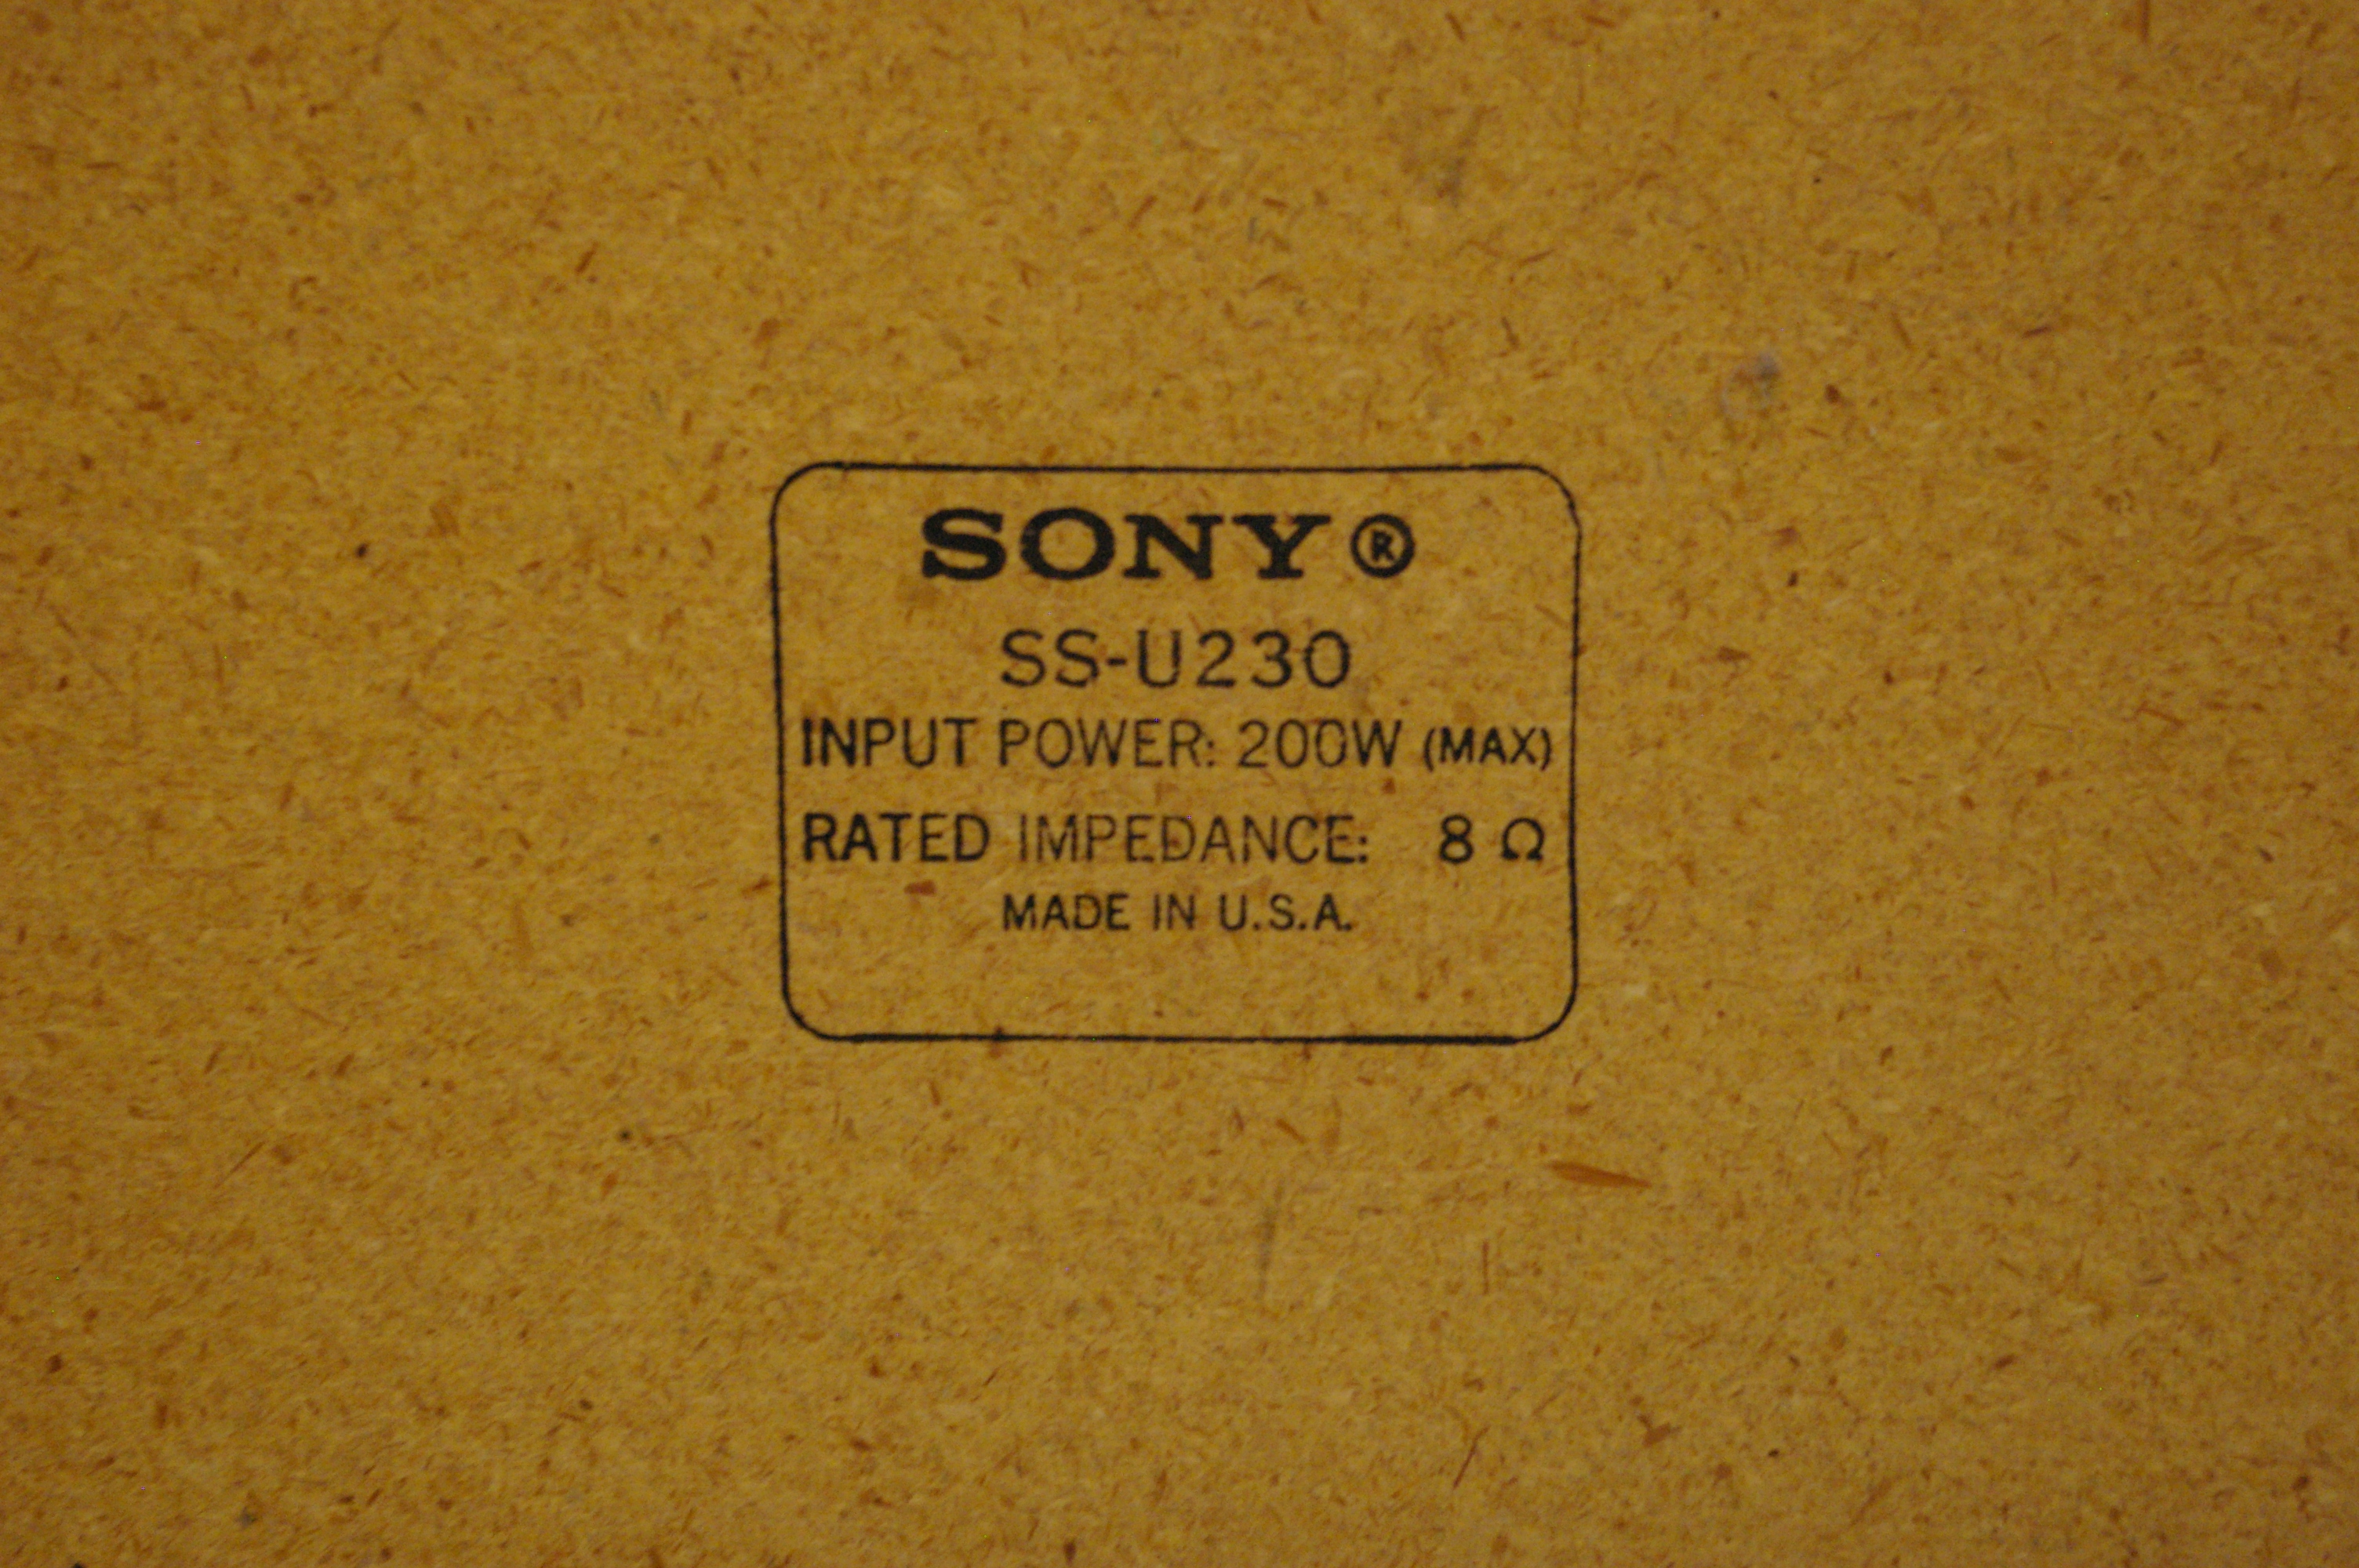 SONY®
SS-U230
INPUT POWER: 200W (MAX)
RATED IMPEDANCE: 8 Ω
MADE IN U.S.A.